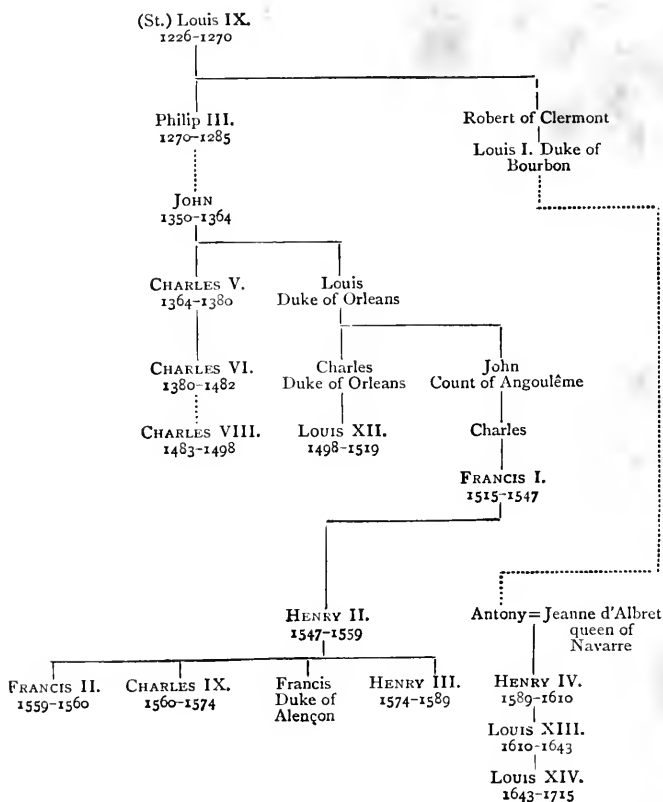 (St.) Louis IX.
1226-1270
Philip III.
1270-1285
Robert of Clermont
Louis I. Duke of
Bourbon
JOHN
1350-1364
CHARLES V.
1364-1380
Louis
Duke of Orleans
CHARLES VI.
1380-1482
Charles
Duke of Orleans
John
Count of Angoulême
CHARLES VIII.
1483-1498
LOUIS XII.
1498-1519
Charles
FRANCIS I.
1515-1547
HENRY II.
1547-1559
Antony = Jeanne d'Albret
queen of
Navarre
FRANCIS II.
1559-1560
CHARLES IX.
1560-1574
Francis
Duke of
Alençon
HENRY III.
1574-1589
HENRY IV.
1589-1610
LOUIS XIII.
1610-1643
LOUIS XIV.
1643-1715